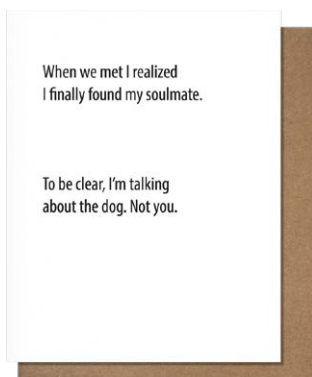 When we met I realized
I finally found my soulmate.
To be clear, I'm talking
about the dog. Not you.